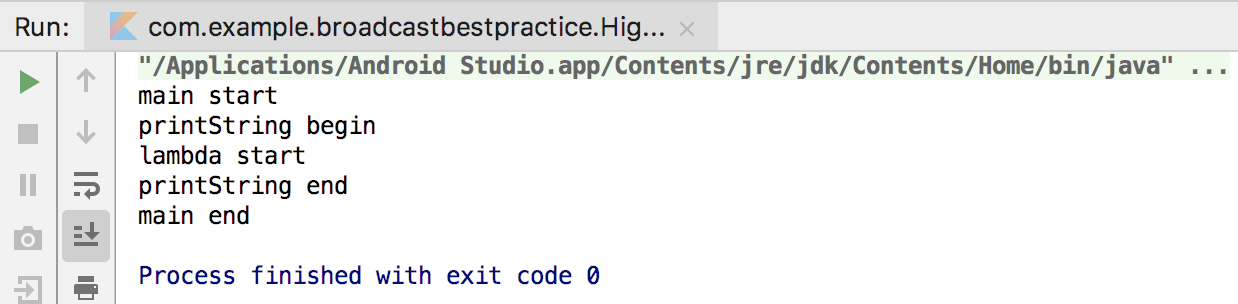 Run: com.example.broadcastbestpractice.Hig... ×
"/Applications/Android Studio.app/Contents/jre/jdk/Contents/Home/bin/java" ...
main start
printString begin
lambda start
printString end
main end
Process finished with exit code 0